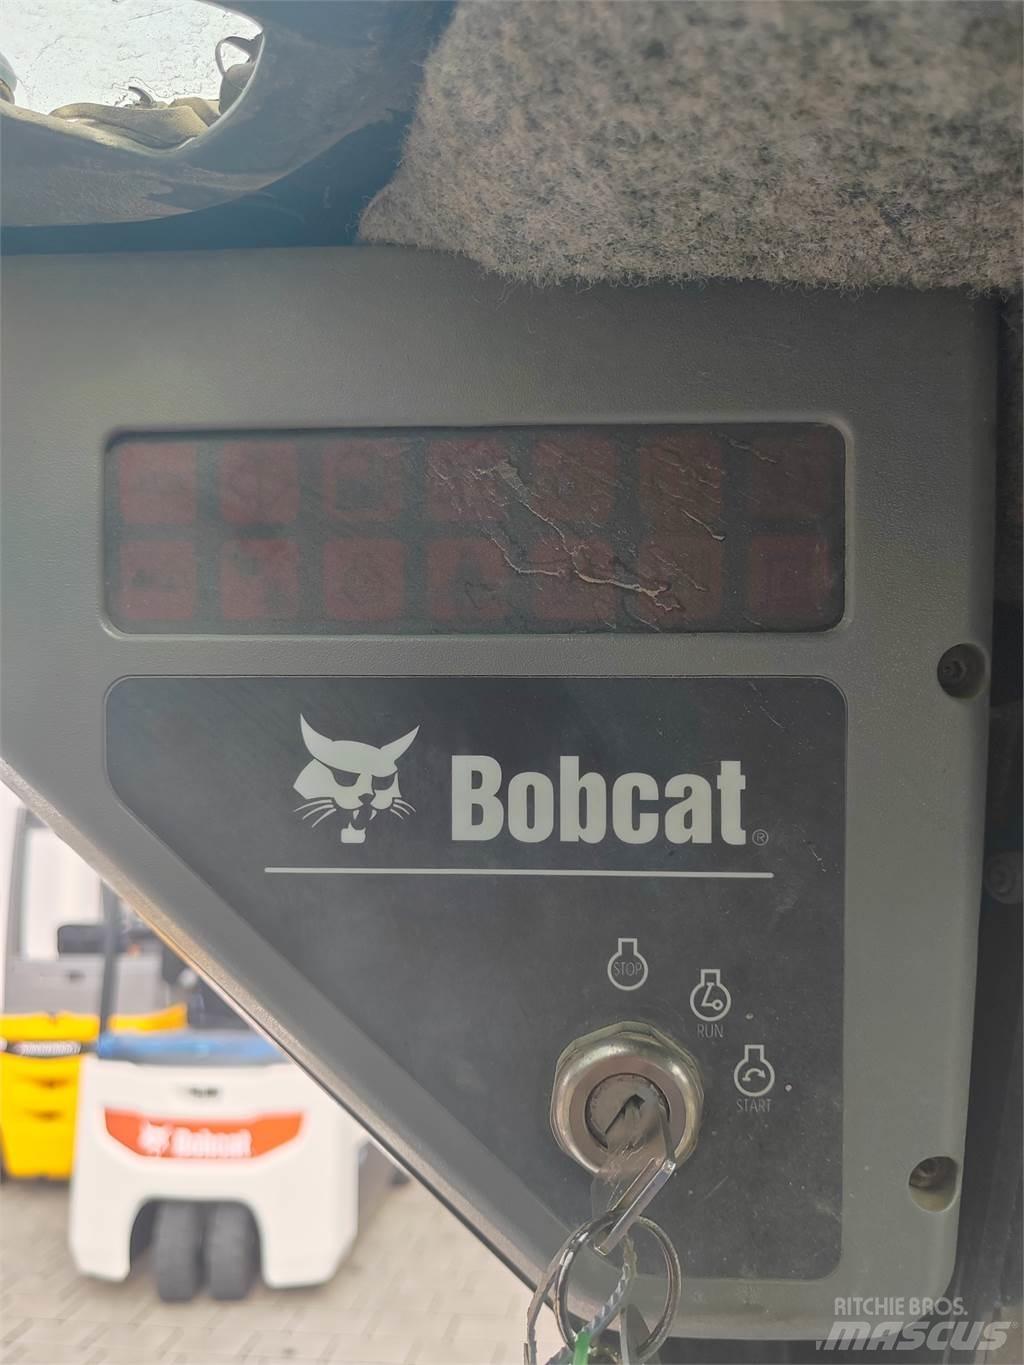 Bobcat®
STOP
RUN
START
Bobcat
RITCHIE BROS.
MASCUS